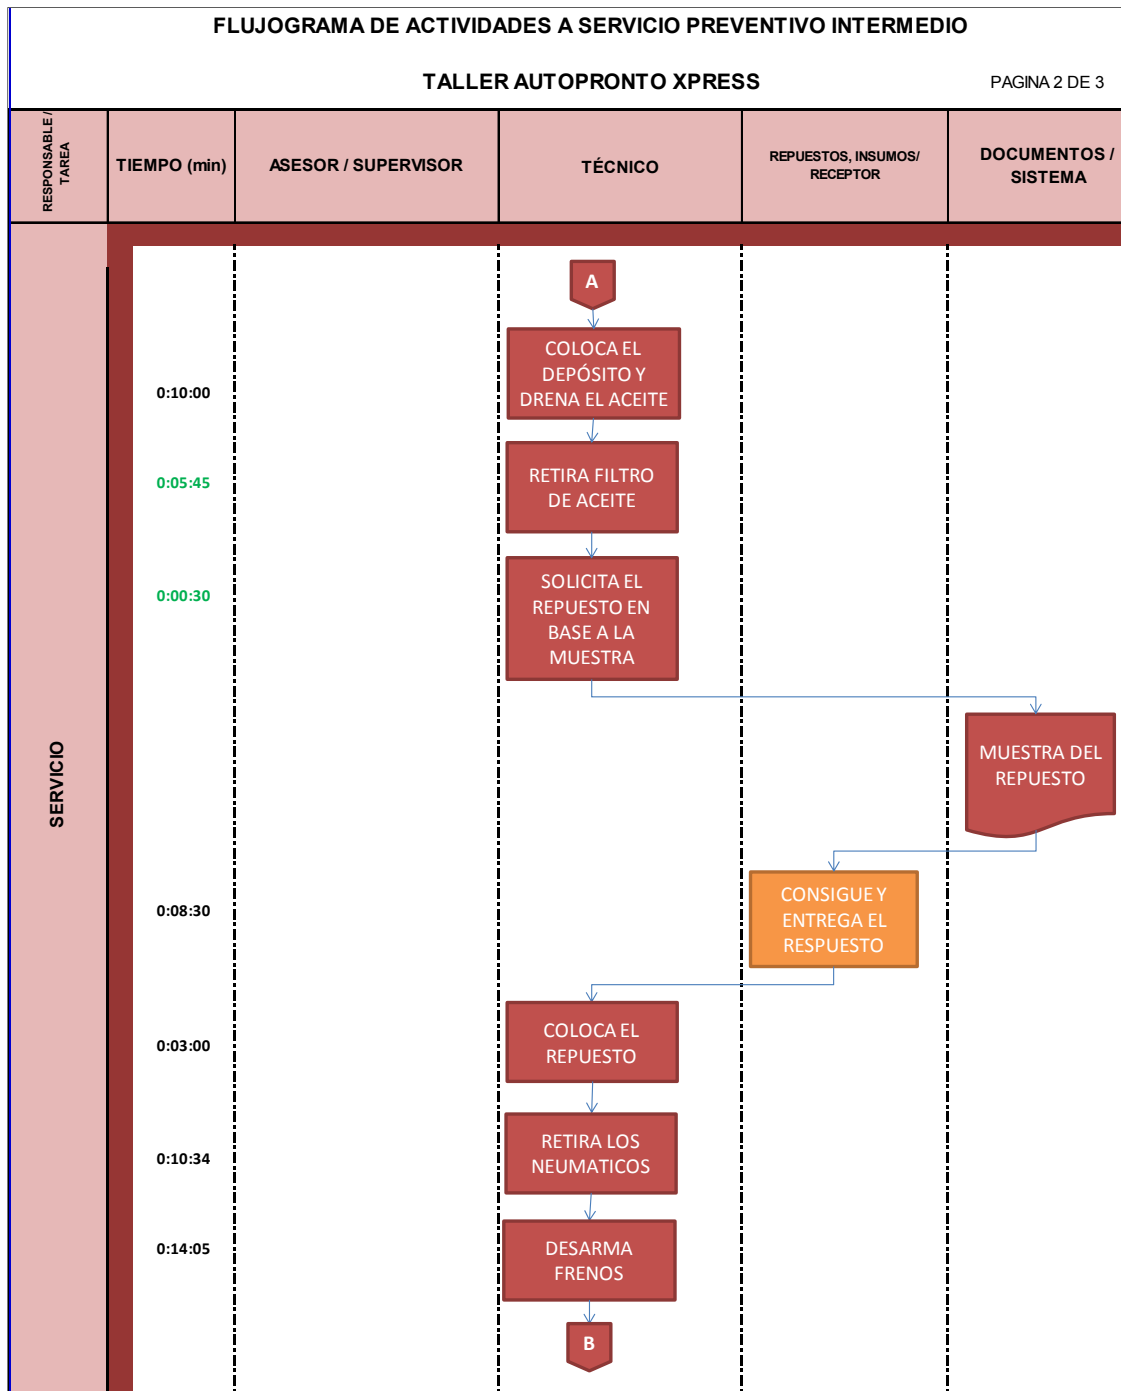 FLUJOGRAMA DE ACTIVIDADES A SERVICIO PREVENTIVO INTERMEDIO
TALLER AUTOPRONTO XPRESS
PAGINA 2 DE 3
RESPONSABLE /
TAREA
TIEMPO (min)
ASESOR / SUPERVISOR
TÉCNICO
REPUESTOS, INSUMOS/
RECEPTOR
DOCUMENTOS /
SISTEMA
SERVICIO
A
0:10:00
COLOCA EL
DEPÓSITO Y
DRENA EL ACEITE
0:05:45
RETIRA FILTRO
DE ACEITE
0:00:30
SOLICITA EL
REPUESTO EN
BASE A LA
MUESTRA
MUESTRA DEL
REPUESTO
0:08:30
CONSIGUE Y
ENTREGA EL
RESPUESTO
0:03:00
COLOCA EL
REPUESTO
0:10:34
RETIRA LOS
NEUMATICOS
0:14:05
DESARMA
FRENOS
B